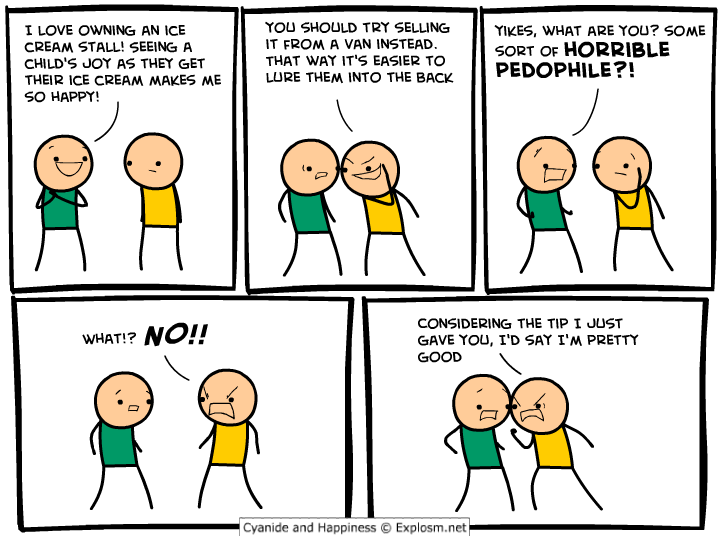 I LOVE OWNING AN ICE
CREAM STALL! SEEING A
CHILD'S JOY AS THEY GET
THEIR ICE CREAM MAKES ME
SO HAPPY!
YOU SHOULD TRY SELLING
IT FROM A VAN INSTEAD.
THAT WAY IT'S EASIER TO
LURE THEM INTO THE BACK
YIKES, WHAT ARE YOU? SOME
SORT OF HORRIBLE
PEDOPHILE?!
WHAT!? NO!!
CONSIDERING THE TIP I JUST
GAVE YOU, I'D SAY I'M PRETTY
GOOD
Cyanide and Happiness © Explosm.net